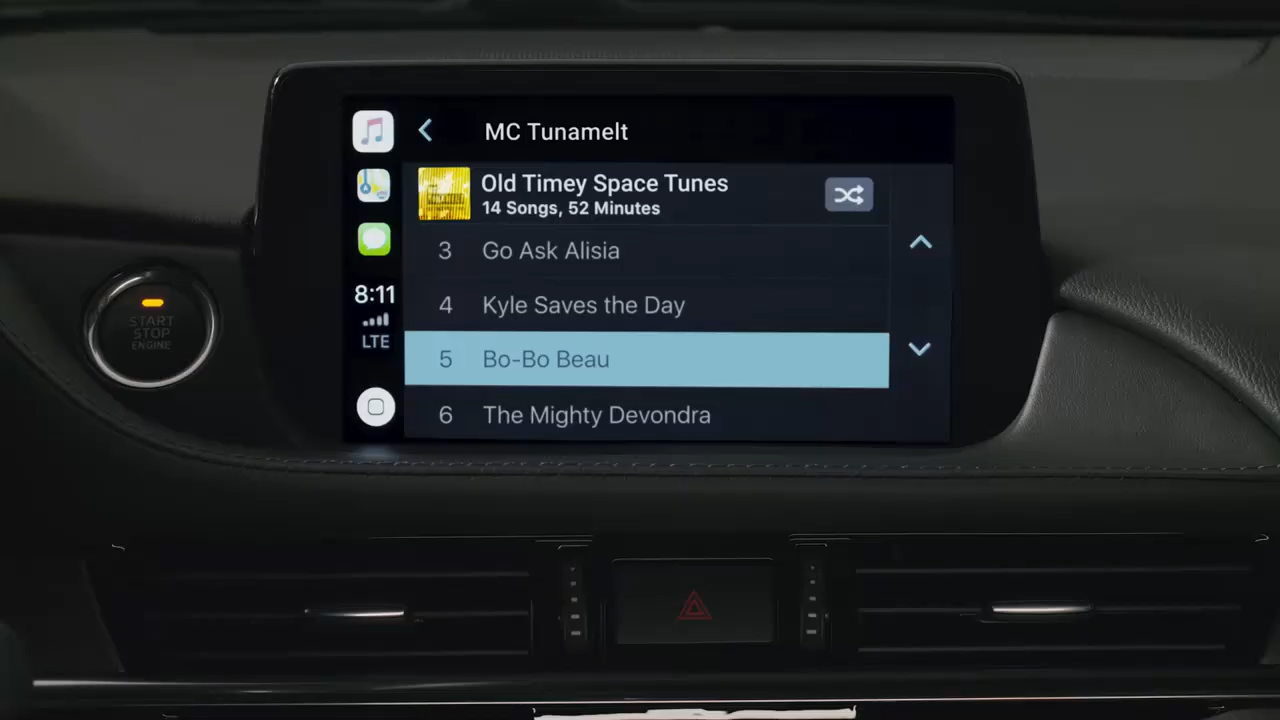 MC Tunamelt
Old Timey Space Tunes
14 Songs, 52 Minutes
3 Go Ask Alisia
4 Kyle Saves the Day
5 Bo-Bo Beau
6 The Mighty Devondra
8:11
LTE
START
STOP
ENGINE